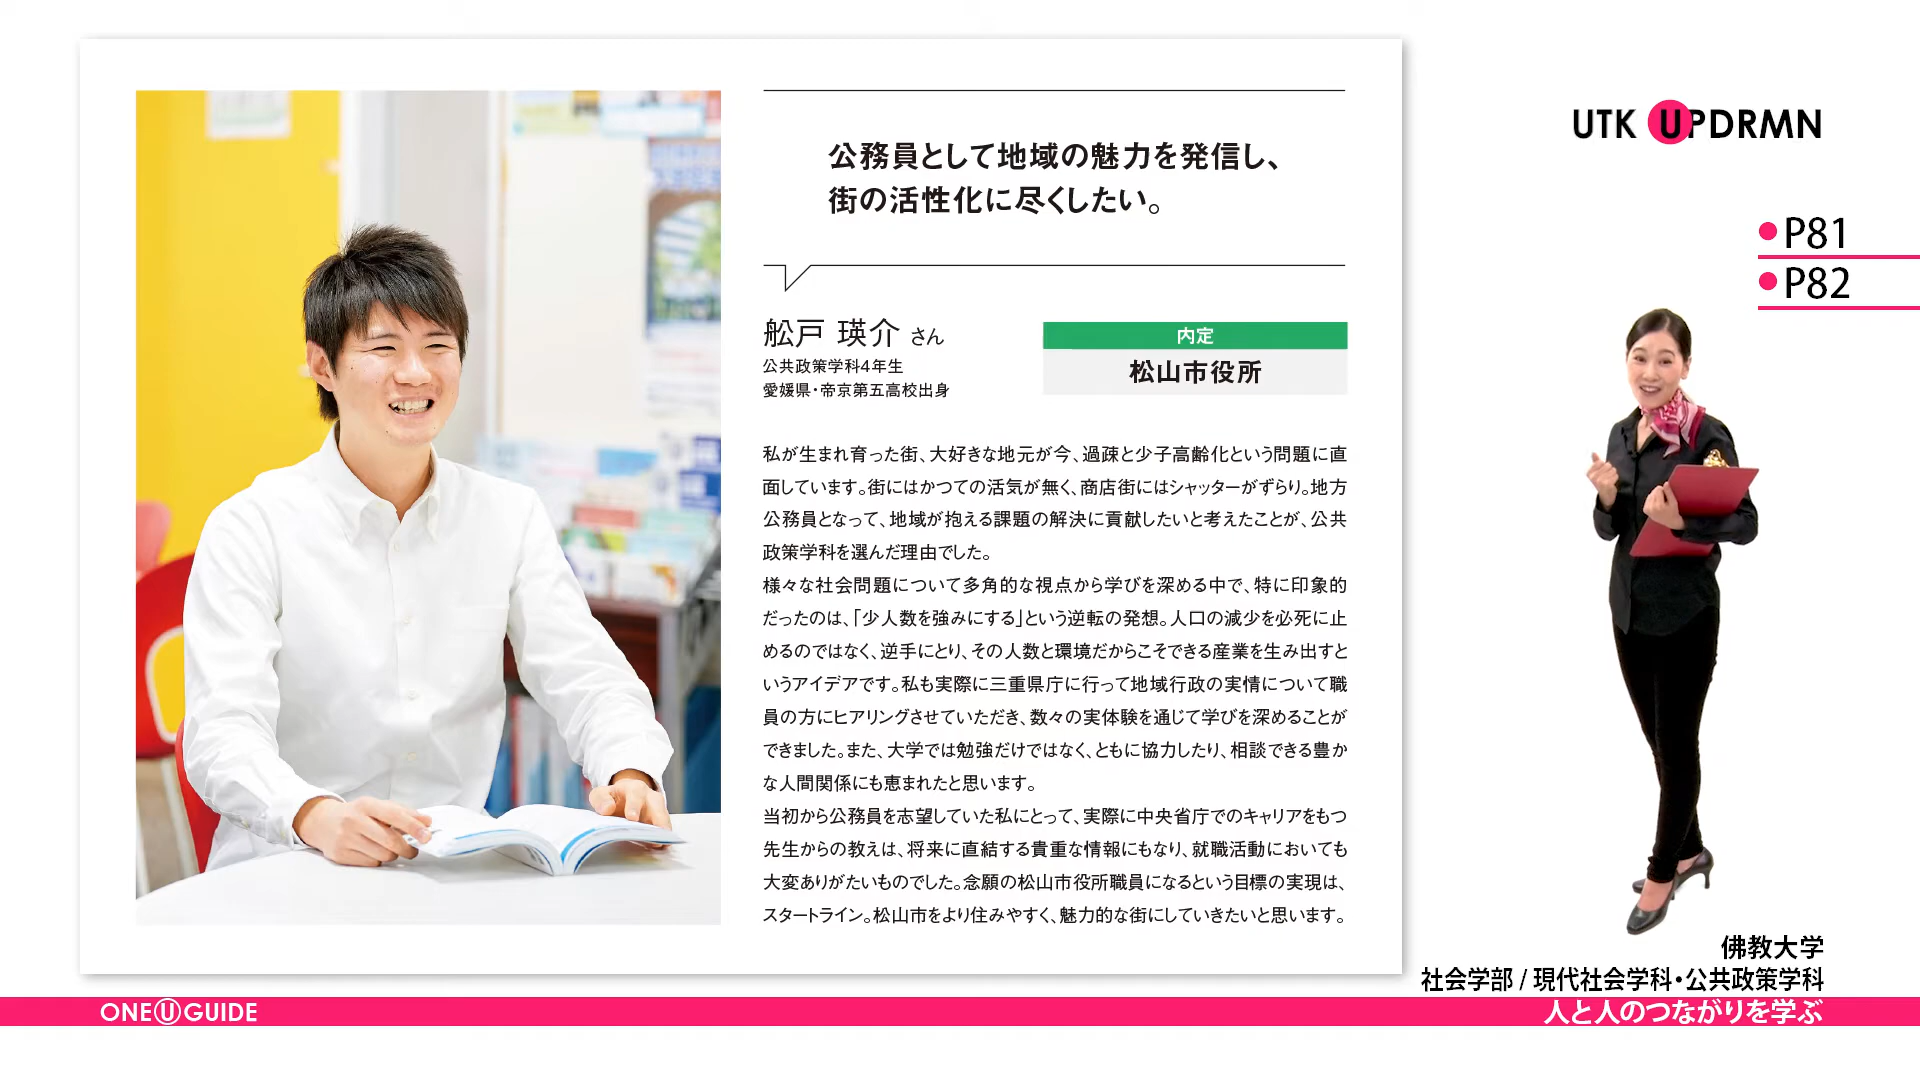 公務員として地域の魅力を発信し、
街の活性化に尽くしたい。
舩戸 瑛介 さん
公共政策学科4年生
愛媛県・帝京第五高校出身
内定
松山市役所
私が生まれ育った街、大好きな地元が今、過疎と少子高齢化という問題に直
面しています。街にはかつての活気が無く、商店街にはシャッターがずらり。地方
公務員となって、地域が抱える課題の解決に貢献したいと考えたことが、公共
政策学科を選んだ理由でした。
様々な社会問題について多角的な視点から学びを深める中で、特に印象的
だったのは、「少人数を強みにする」という逆転の発想。人口の減少を必死に止
めるのではなく、逆手にとり、その人数と環境だからこそできる産業を生み出すと
いうアイデアです。私も実際に三重県庁に行って地域行政の実情について職
員の方にヒアリングさせていただき、数々の実体験を通じて学びを深めることが
できました。また、大学では勉強だけではなく、ともに協力したり、相談できる豊か
な人間関係にも恵まれたと思います。
当初から公務員を志望していた私にとって、実際に中央省庁でのキャリアをもつ
先生からの教えは、将来に直結する貴重な情報にもなり、就職活動においても
大変ありがたいものでした。念願の松山市役所職員になるという目標の実現は、
スタートライン。松山市をより住みやすく、魅力的な街にしていきたいと思います。
UTK UPDRMN
P81
P82
佛教大学
社会学部 / 現代社会学科・公共政策学科
人と人のつながりを学ぶ
ONE U GUIDE